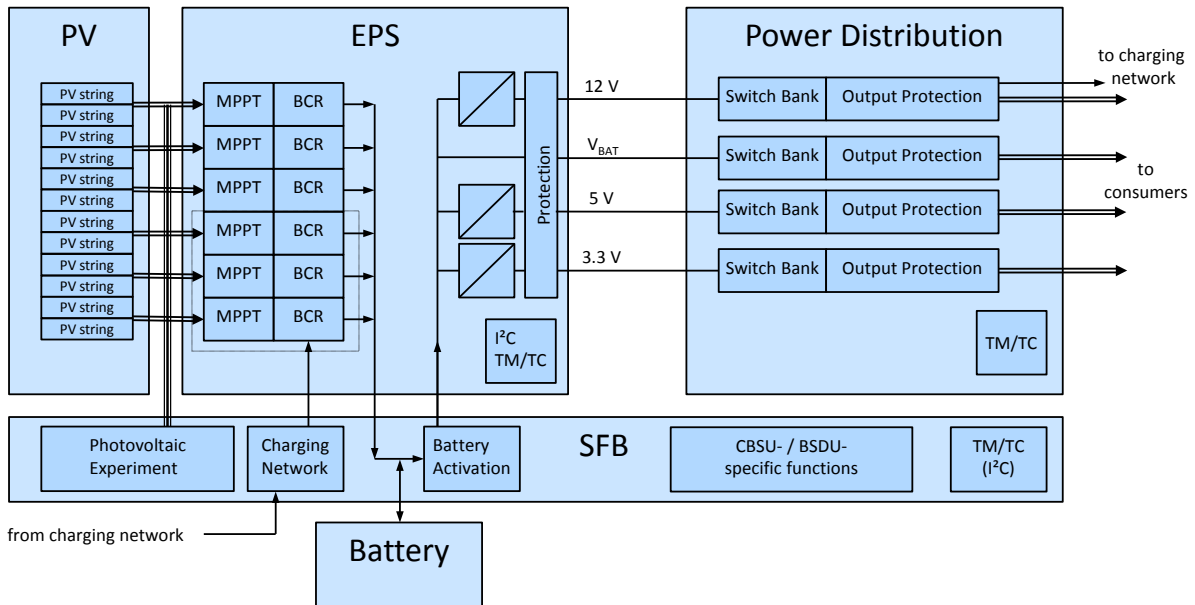 PV
EPS
Power Distribution
to charging
network
PV string
PV string
PV string
PV string
PV string
PV string
PV string
PV string
PV string
PV string
PV string
PV string
MPPT
BCR
MPPT
BCR
MPPT
BCR
MPPT
BCR
MPPT
BCR
MPPT
BCR
Protection
12 V
VBAT
5 V
3.3 V
Switch Bank
Output Protection
Switch Bank
Output Protection
Switch Bank
Output Protection
Switch Bank
Output Protection
to
consumers
I²C
TM/TC
TM/TC
Photovoltaic
Experiment
Charging
Network
Battery
Activation
SFB
CBSU- / BSDU-
specific functions
TM/TC
(I²C)
from charging network
Battery